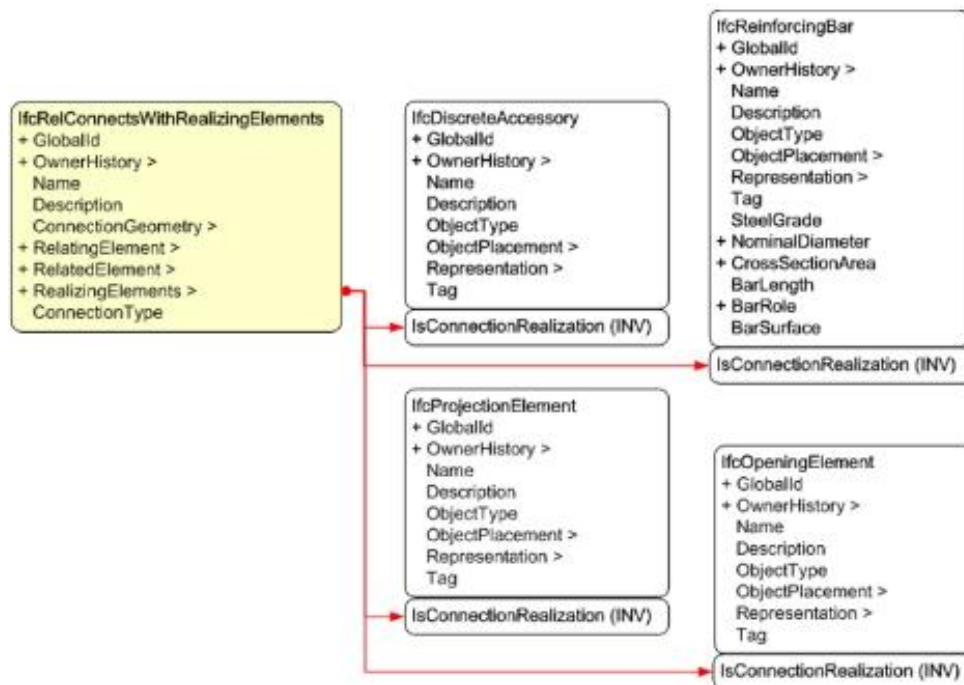 IfcRelConnectsWithRealizingElements
+ GlobalId
+ OwnerHistory >
Name
Description
ConnectionGeometry >
+ RelatingElement >
+ RelatedElement >
+ RealizingElements >
ConnectionType
IfcDiscreteAccessory
+ GlobalId
+ OwnerHistory >
Name
Description
ObjectType
ObjectPlacement >
Representation >
Tag
IsConnectionRealization (INV)
IfcReinforcingBar
+ GlobalId
+ OwnerHistory >
Name
Description
ObjectType
ObjectPlacement >
Representation >
Tag
SteelGrade
+ NominalDiameter
+ CrossSectionArea
BarLength
+ BarRole
BarSurface
IsConnectionRealization (INV)
IfcProjectionElement
+ GlobalId
+ OwnerHistory >
Name
Description
ObjectType
ObjectPlacement >
Representation >
Tag
IsConnectionRealization (INV)
IfcOpeningElement
+ GlobalId
+ OwnerHistory >
Name
Description
ObjectType
ObjectPlacement >
Representation >
Tag
IsConnectionRealization (INV)